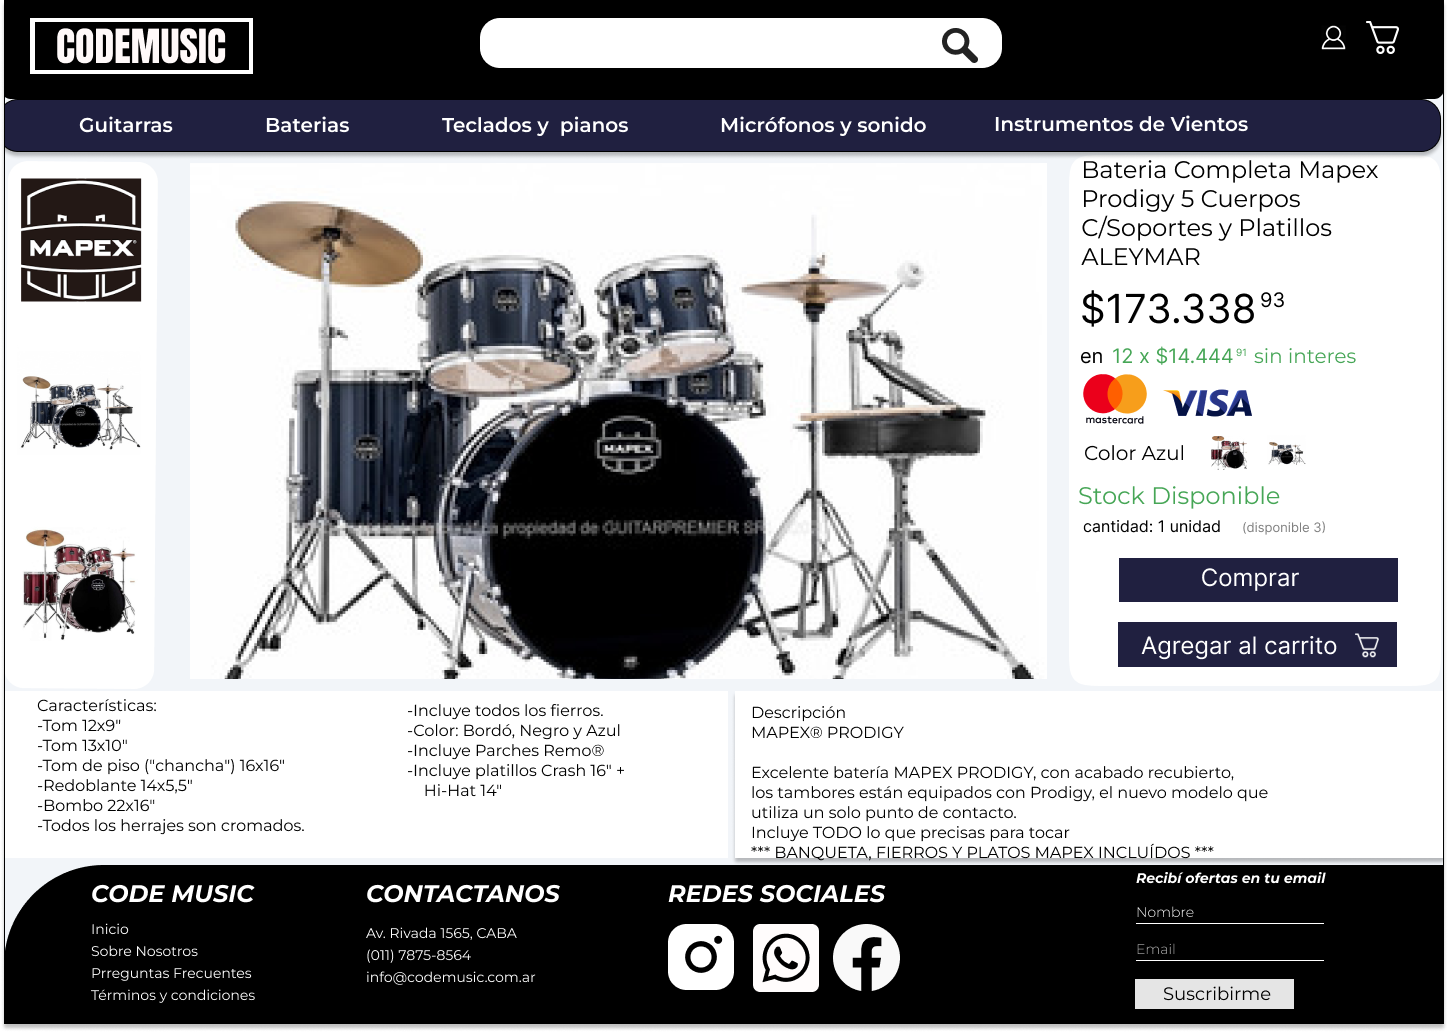 CODEMUSIC
Guitarras
Baterias
Teclados y  pianos
Micrófonos y sonido
Instrumentos de Vientos
MAPEX
MAPEX
propiedad de GUITARPREMIER SR
Bateria Completa Mapex
Prodigy 5 Cuerpos
C/Soportes y Platillos
ALEYMAR
$173.338 93
en 12 x $14.444 91 sin interes
mastercard
VISA
Color Azul
Stock Disponible
cantidad: 1 unidad (disponible 3)
Comprar
Agregar al carrito
Características:
-Tom 12x9"
-Tom 13x10"
-Tom de piso ("chancha") 16x16"
-Redoblante 14x5,5"
-Bombo 22x16"
-Todos los herrajes son cromados.
-Incluye todos los fierros.
-Color: Bordó, Negro y Azul
-Incluye Parches Remo®
-Incluye platillos Crash 16" +
Hi-Hat 14"
Descripción
MAPEX® PRODIGY
Excelente batería MAPEX PRODIGY, con acabado recubierto,
los tambores están equipados con Prodigy, el nuevo modelo que
utiliza un solo punto de contacto.
Incluye TODO lo que precisas para tocar
*** BANQUETA, FIERROS Y PLATOS MAPEX INCLUÍDOS ***
CODE MUSIC
Inicio
Sobre Nosotros
Prreguntas Frecuentes
Términos y condiciones
CONTACTANOS
Av. Rivada 1565, CABA
(011) 7875-8564
info@codemusic.com.ar
REDES SOCIALES
Recibí ofertas en tu email
Nombre
Email
Suscribirme